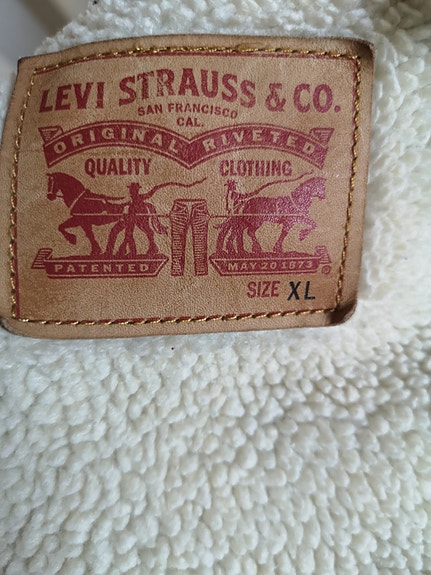 LEVI STRAUSS & CO.
SAN FRANCISCO
CAL.
ORIGINAL RIVETED
QUALITY CLOTHING
PATENTED MAY 20 1873 ®
SIZE XL